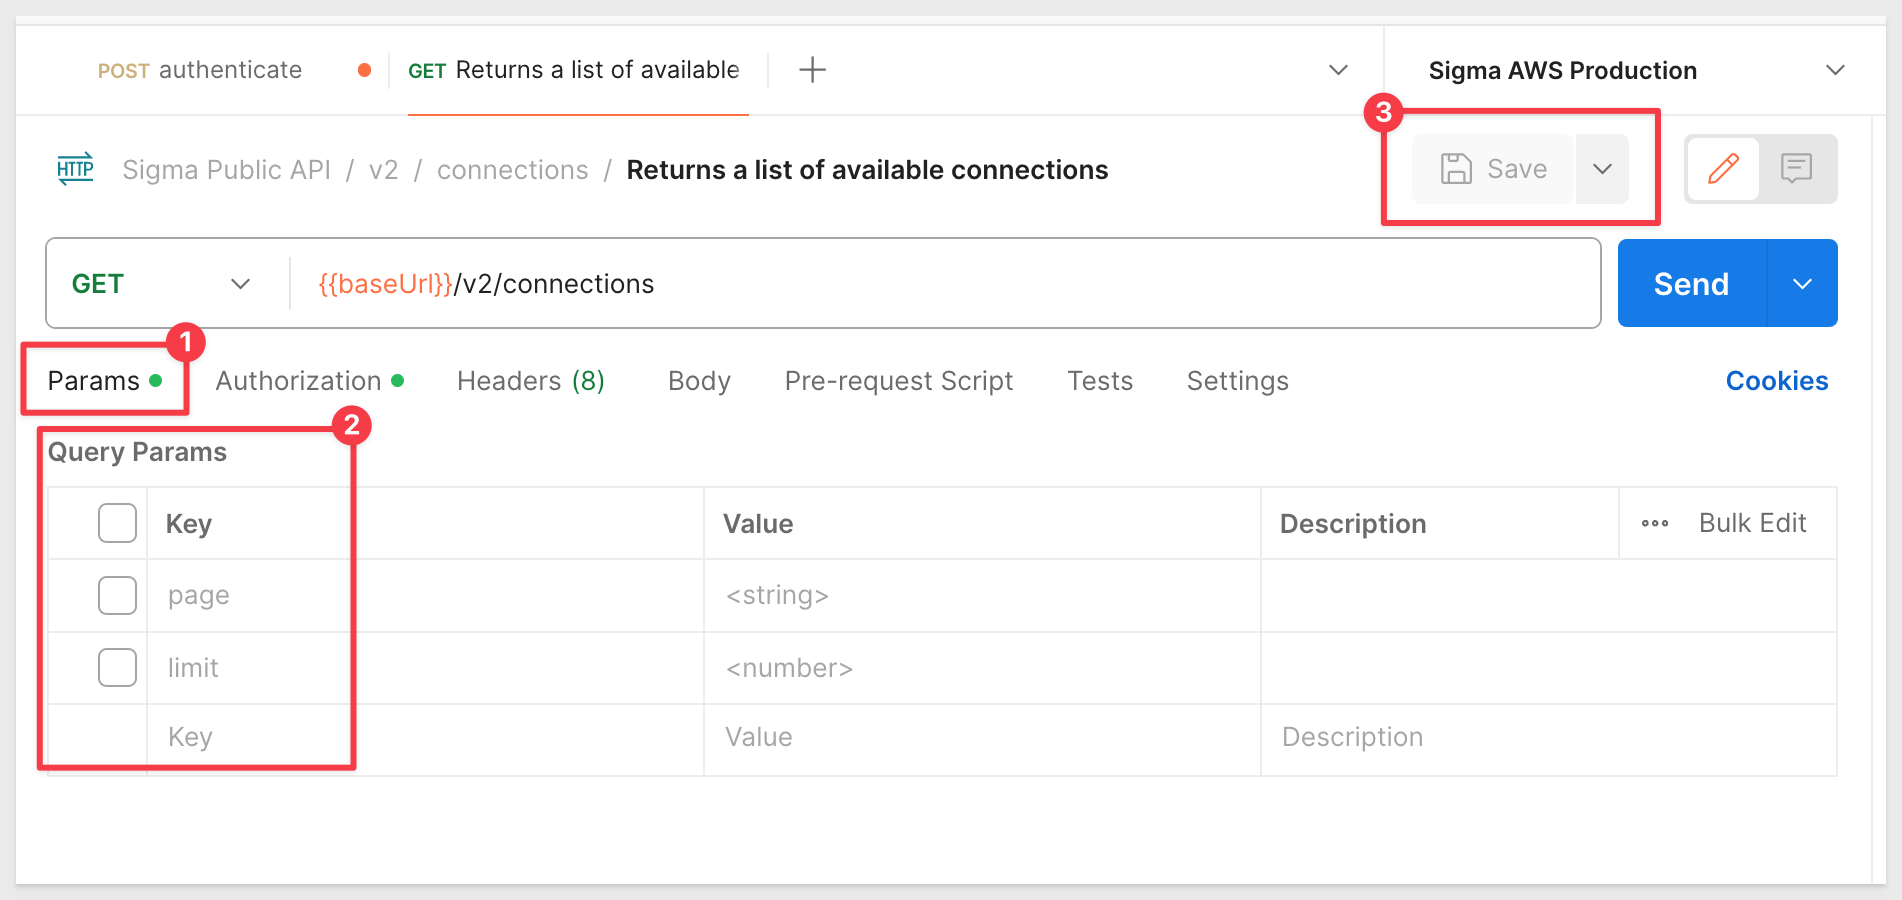 POST authenticate
GET Returns a list of available
Sigma AWS Production
3
HTTP Sigma Public API / v2 / connections / Returns a list of available connections
Save
GET {{baseUrl}}/v2/connections
Send
1
Params Authorization Headers (8) Body Pre-request Script Tests Settings Cookies
2
Query Params
Key Value Description Bulk Edit
page <string>
limit <number>
Key Value Description